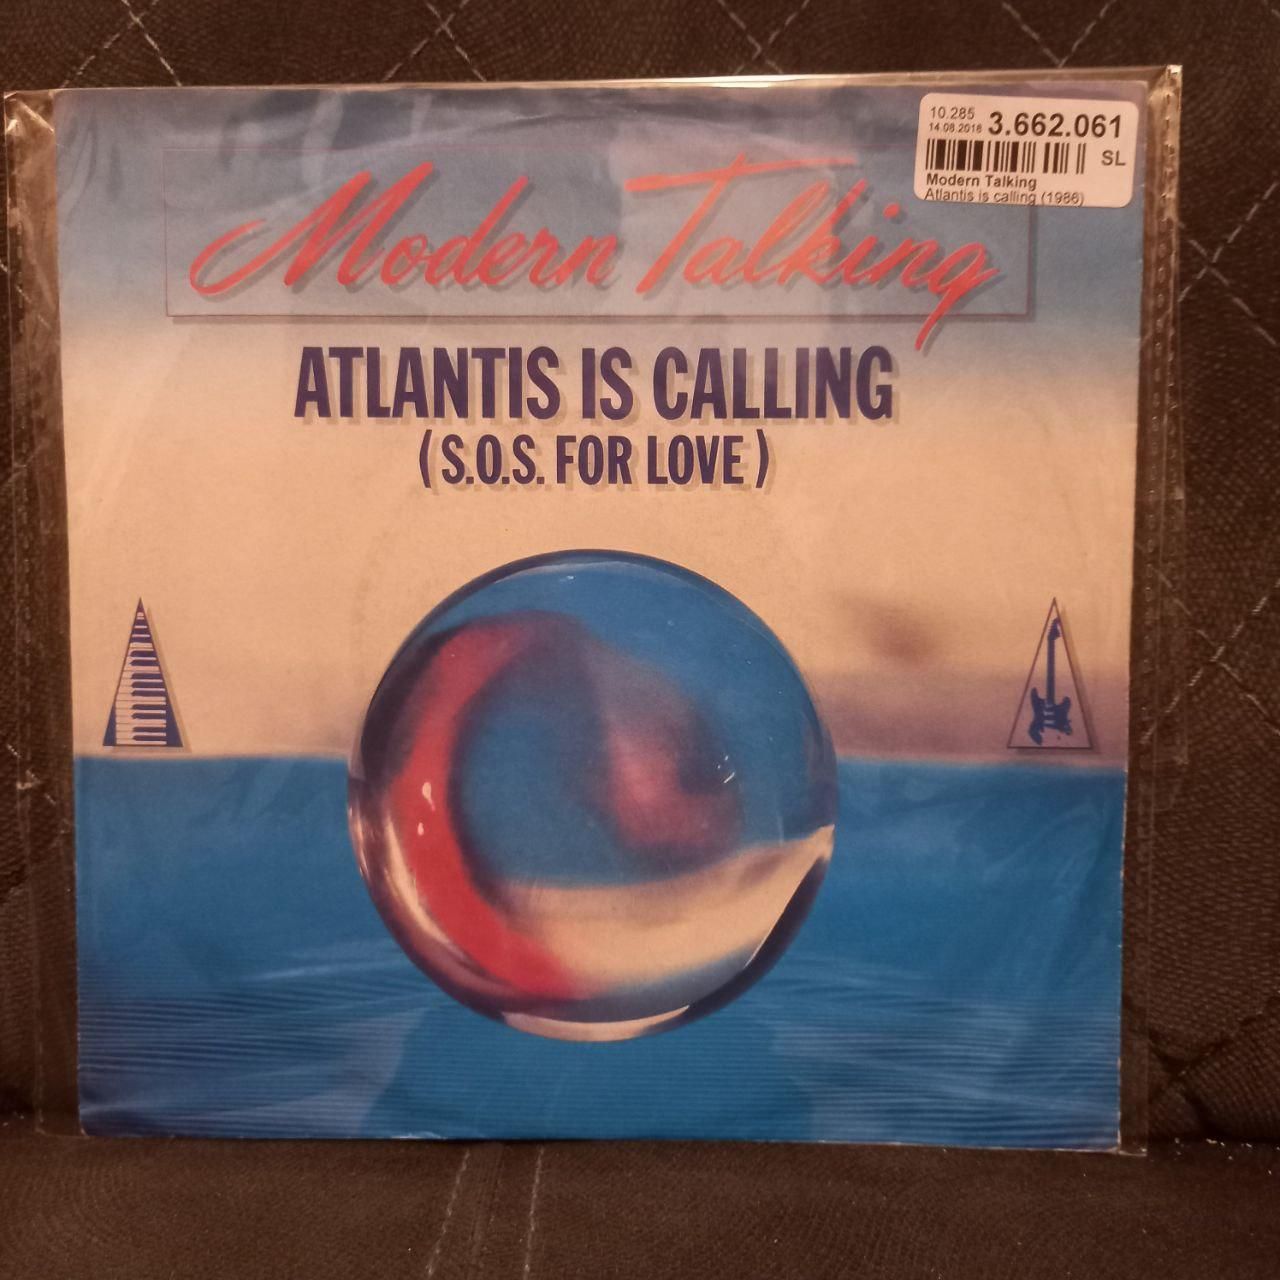 10.285
14.08.2018 3.662.061
SL
Modern Talking
Atlantis is calling (1986)
Modern Talking
ATLANTIS IS CALLING
(S.O.S. FOR LOVE)